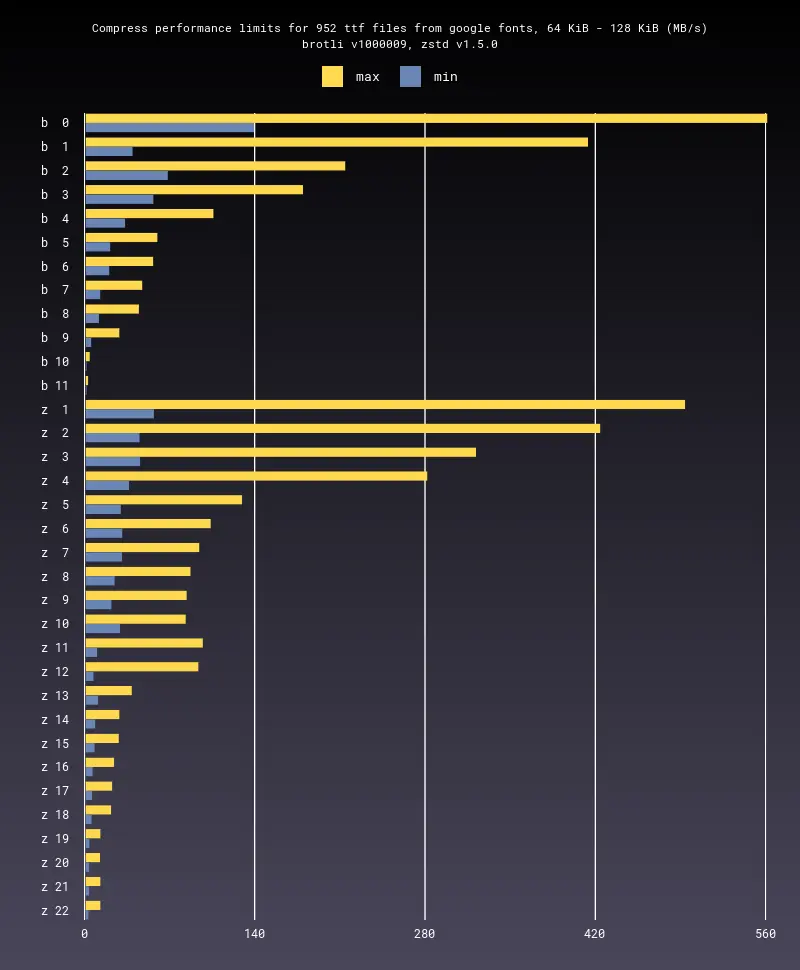 Compress performance limits for 952 ttf files from google fonts, 64 KiB - 128 KiB (MB/s)
brotli v1000009, zstd v1.5.0
max min
b 0
b 1
b 2
b 3
b 4
b 5
b 6
b 7
b 8
b 9
b 10
b 11
z 1
z 2
z 3
z 4
z 5
z 6
z 7
z 8
z 9
z 10
z 11
z 12
z 13
z 14
z 15
z 16
z 17
z 18
z 19
z 20
z 21
z 22
0 140 280 420 560